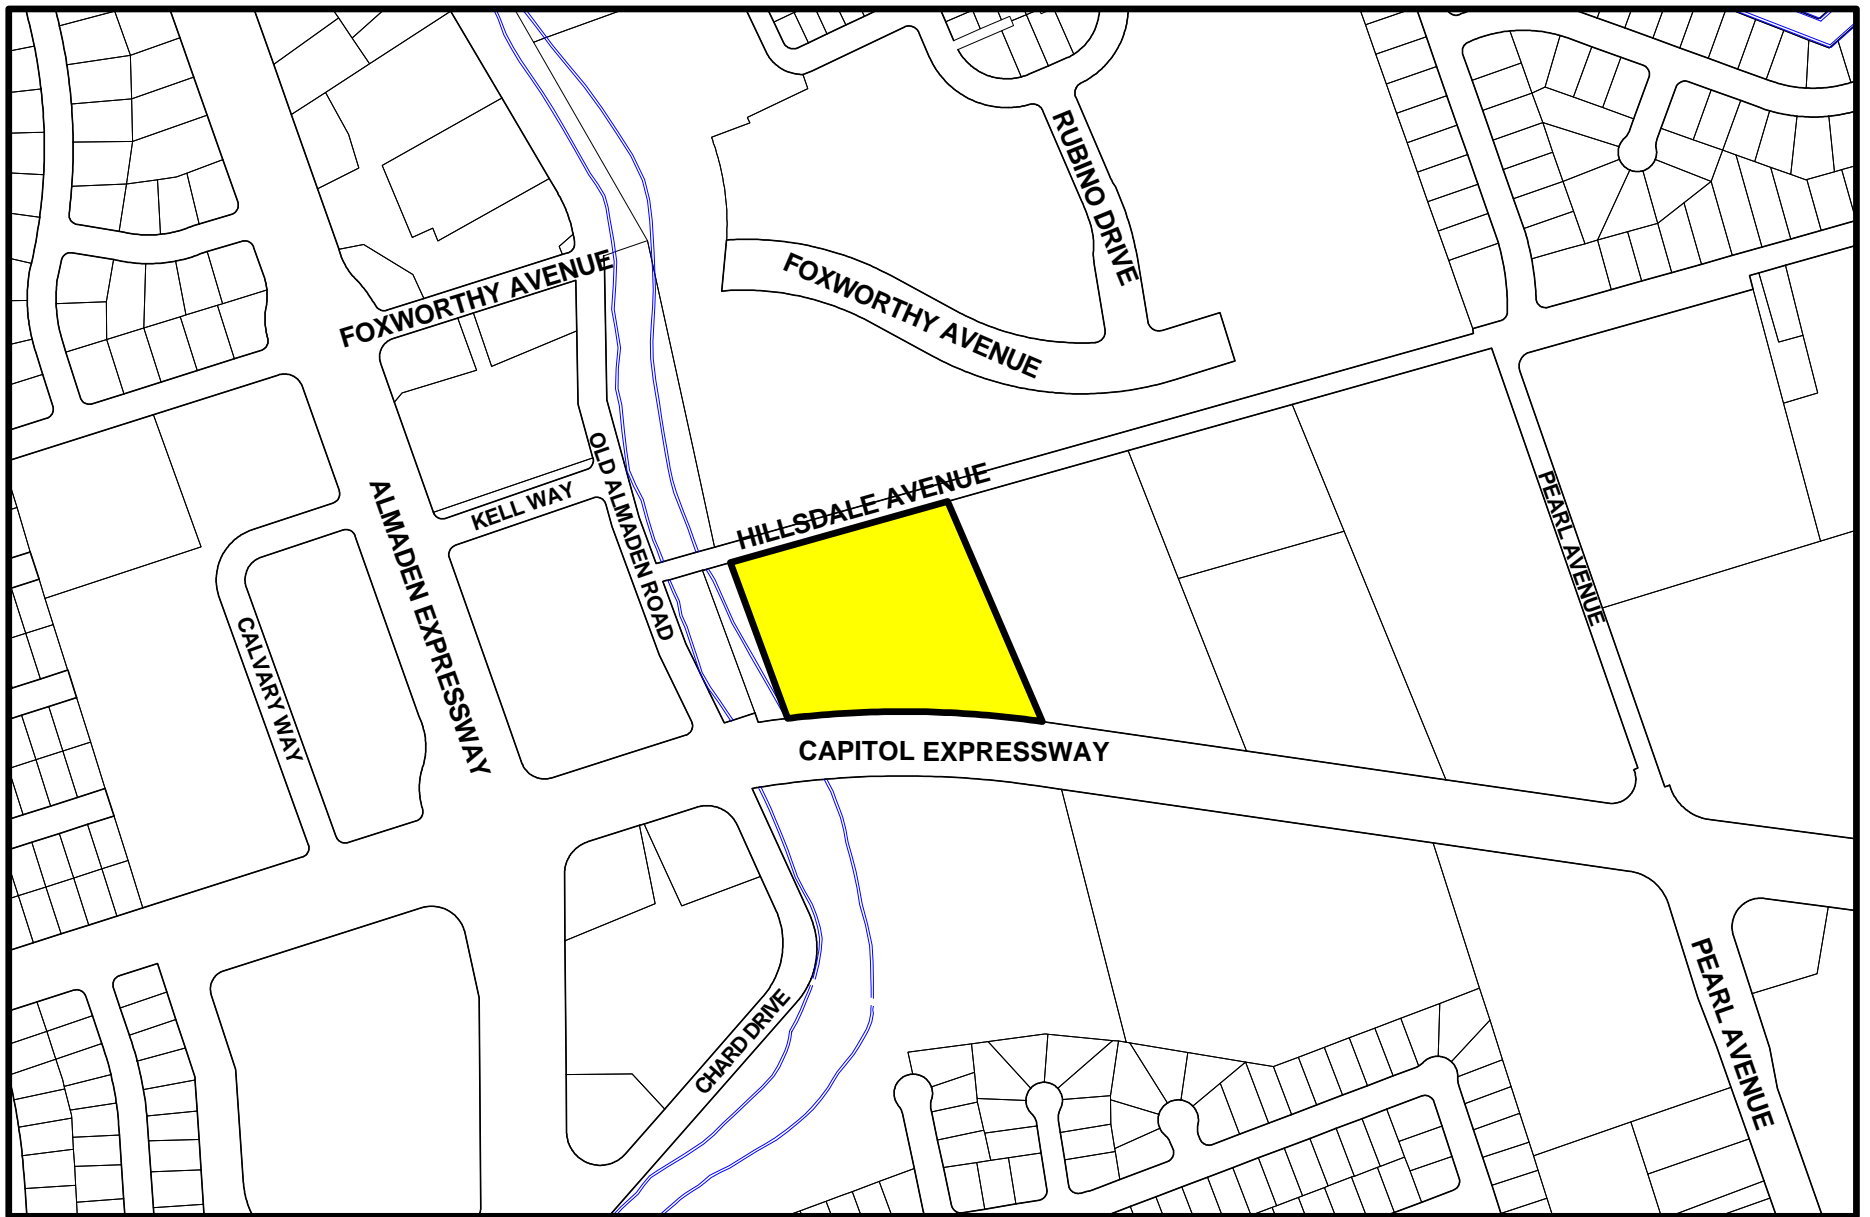 RUBINO DRIVE
FOXWORTHY AVENUE
FOXWORTHY AVENUE
OLD ALMADEN ROAD
HILLSDALE AVENUE
KELL WAY
ALMADEN EXPRESSWAY
PEARL AVENUE
CALVARY WAY
CAPITOL EXPRESSWAY
CHARD DRIVE
PEARL AVENUE